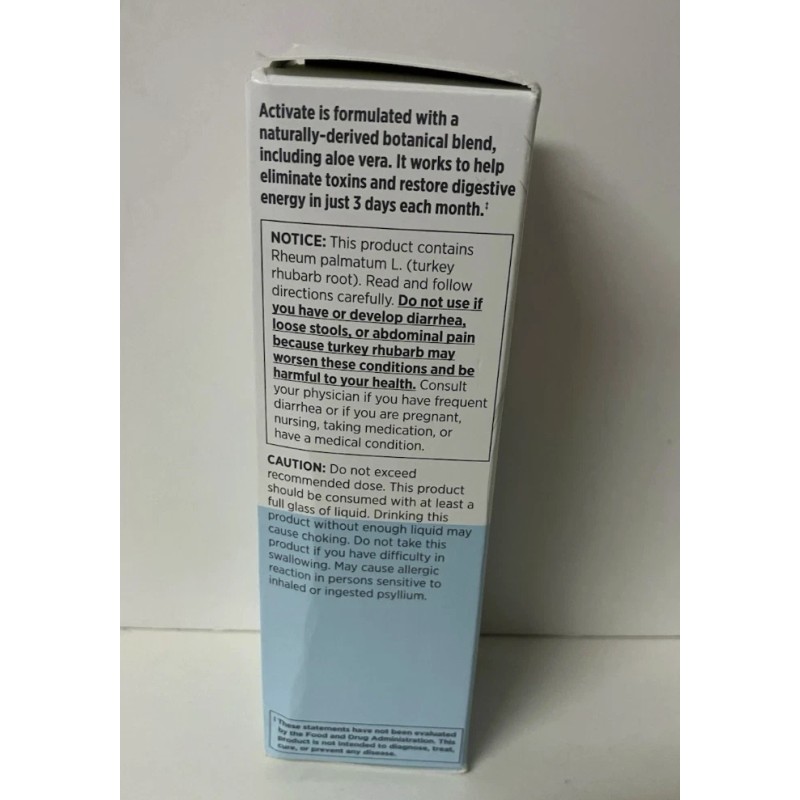 Activate is formulated with a
naturally-derived botanical blend,
including aloe vera. It works to help
eliminate toxins and restore digestive
energy in just 3 days each month.‡
NOTICE: This product contains
Rheum palmatum L. (turkey
rhubarb root). Read and follow
directions carefully. Do not use if
you have or develop diarrhea,
loose stools, or abdominal pain
because turkey rhubarb may
worsen these conditions and be
harmful to your health. Consult
your physician if you have frequent
diarrhea or if you are pregnant,
nursing, taking medication, or
have a medical condition.
CAUTION: Do not exceed
recommended dose. This product
should be consumed with at least a
full glass of liquid. Drinking this
product without enough liquid may
cause choking. Do not take this
product if you have difficulty in
swallowing. May cause allergic
reaction in persons sensitive to
inhaled or ingested psyllium.
‡These statements have not been evaluated
by the Food and Drug Administration. This
product is not intended to diagnose, treat,
cure, or prevent any disease.